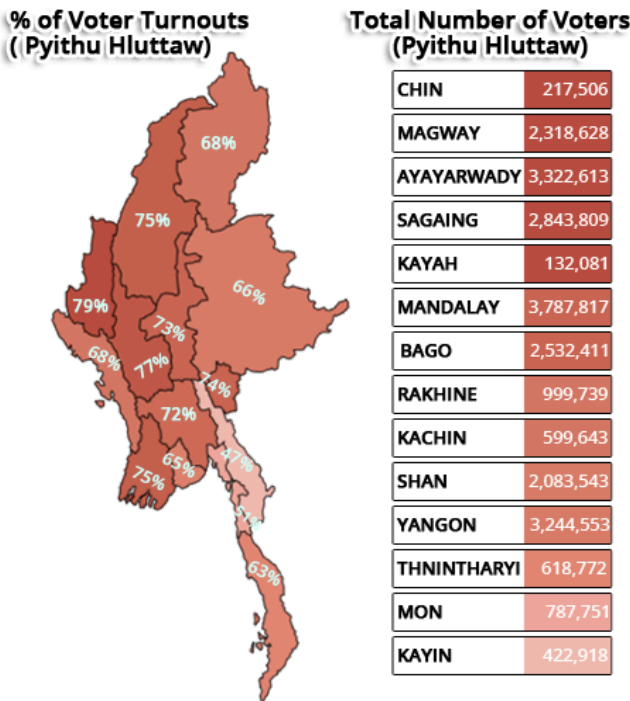 % of Voter Turnouts
( Pyithu Hluttaw)
68%
75%
66%
79%
73%
68%
77%
74%
72%
47%
65%
75%
51%
63%
Total Number of Voters
(Pyithu Hluttaw)
CHIN 217,506
MAGWAY 2,318,628
AYAYARWADY 3,322,613
SAGAING 2,843,809
KAYAH 132,081
MANDALAY 3,787,817
BAGO 2,532,411
RAKHINE 999,739
KACHIN 599,643
SHAN 2,083,543
YANGON 3,244,553
THNINTHARYI 618,772
MON 787,751
KAYIN 422,918